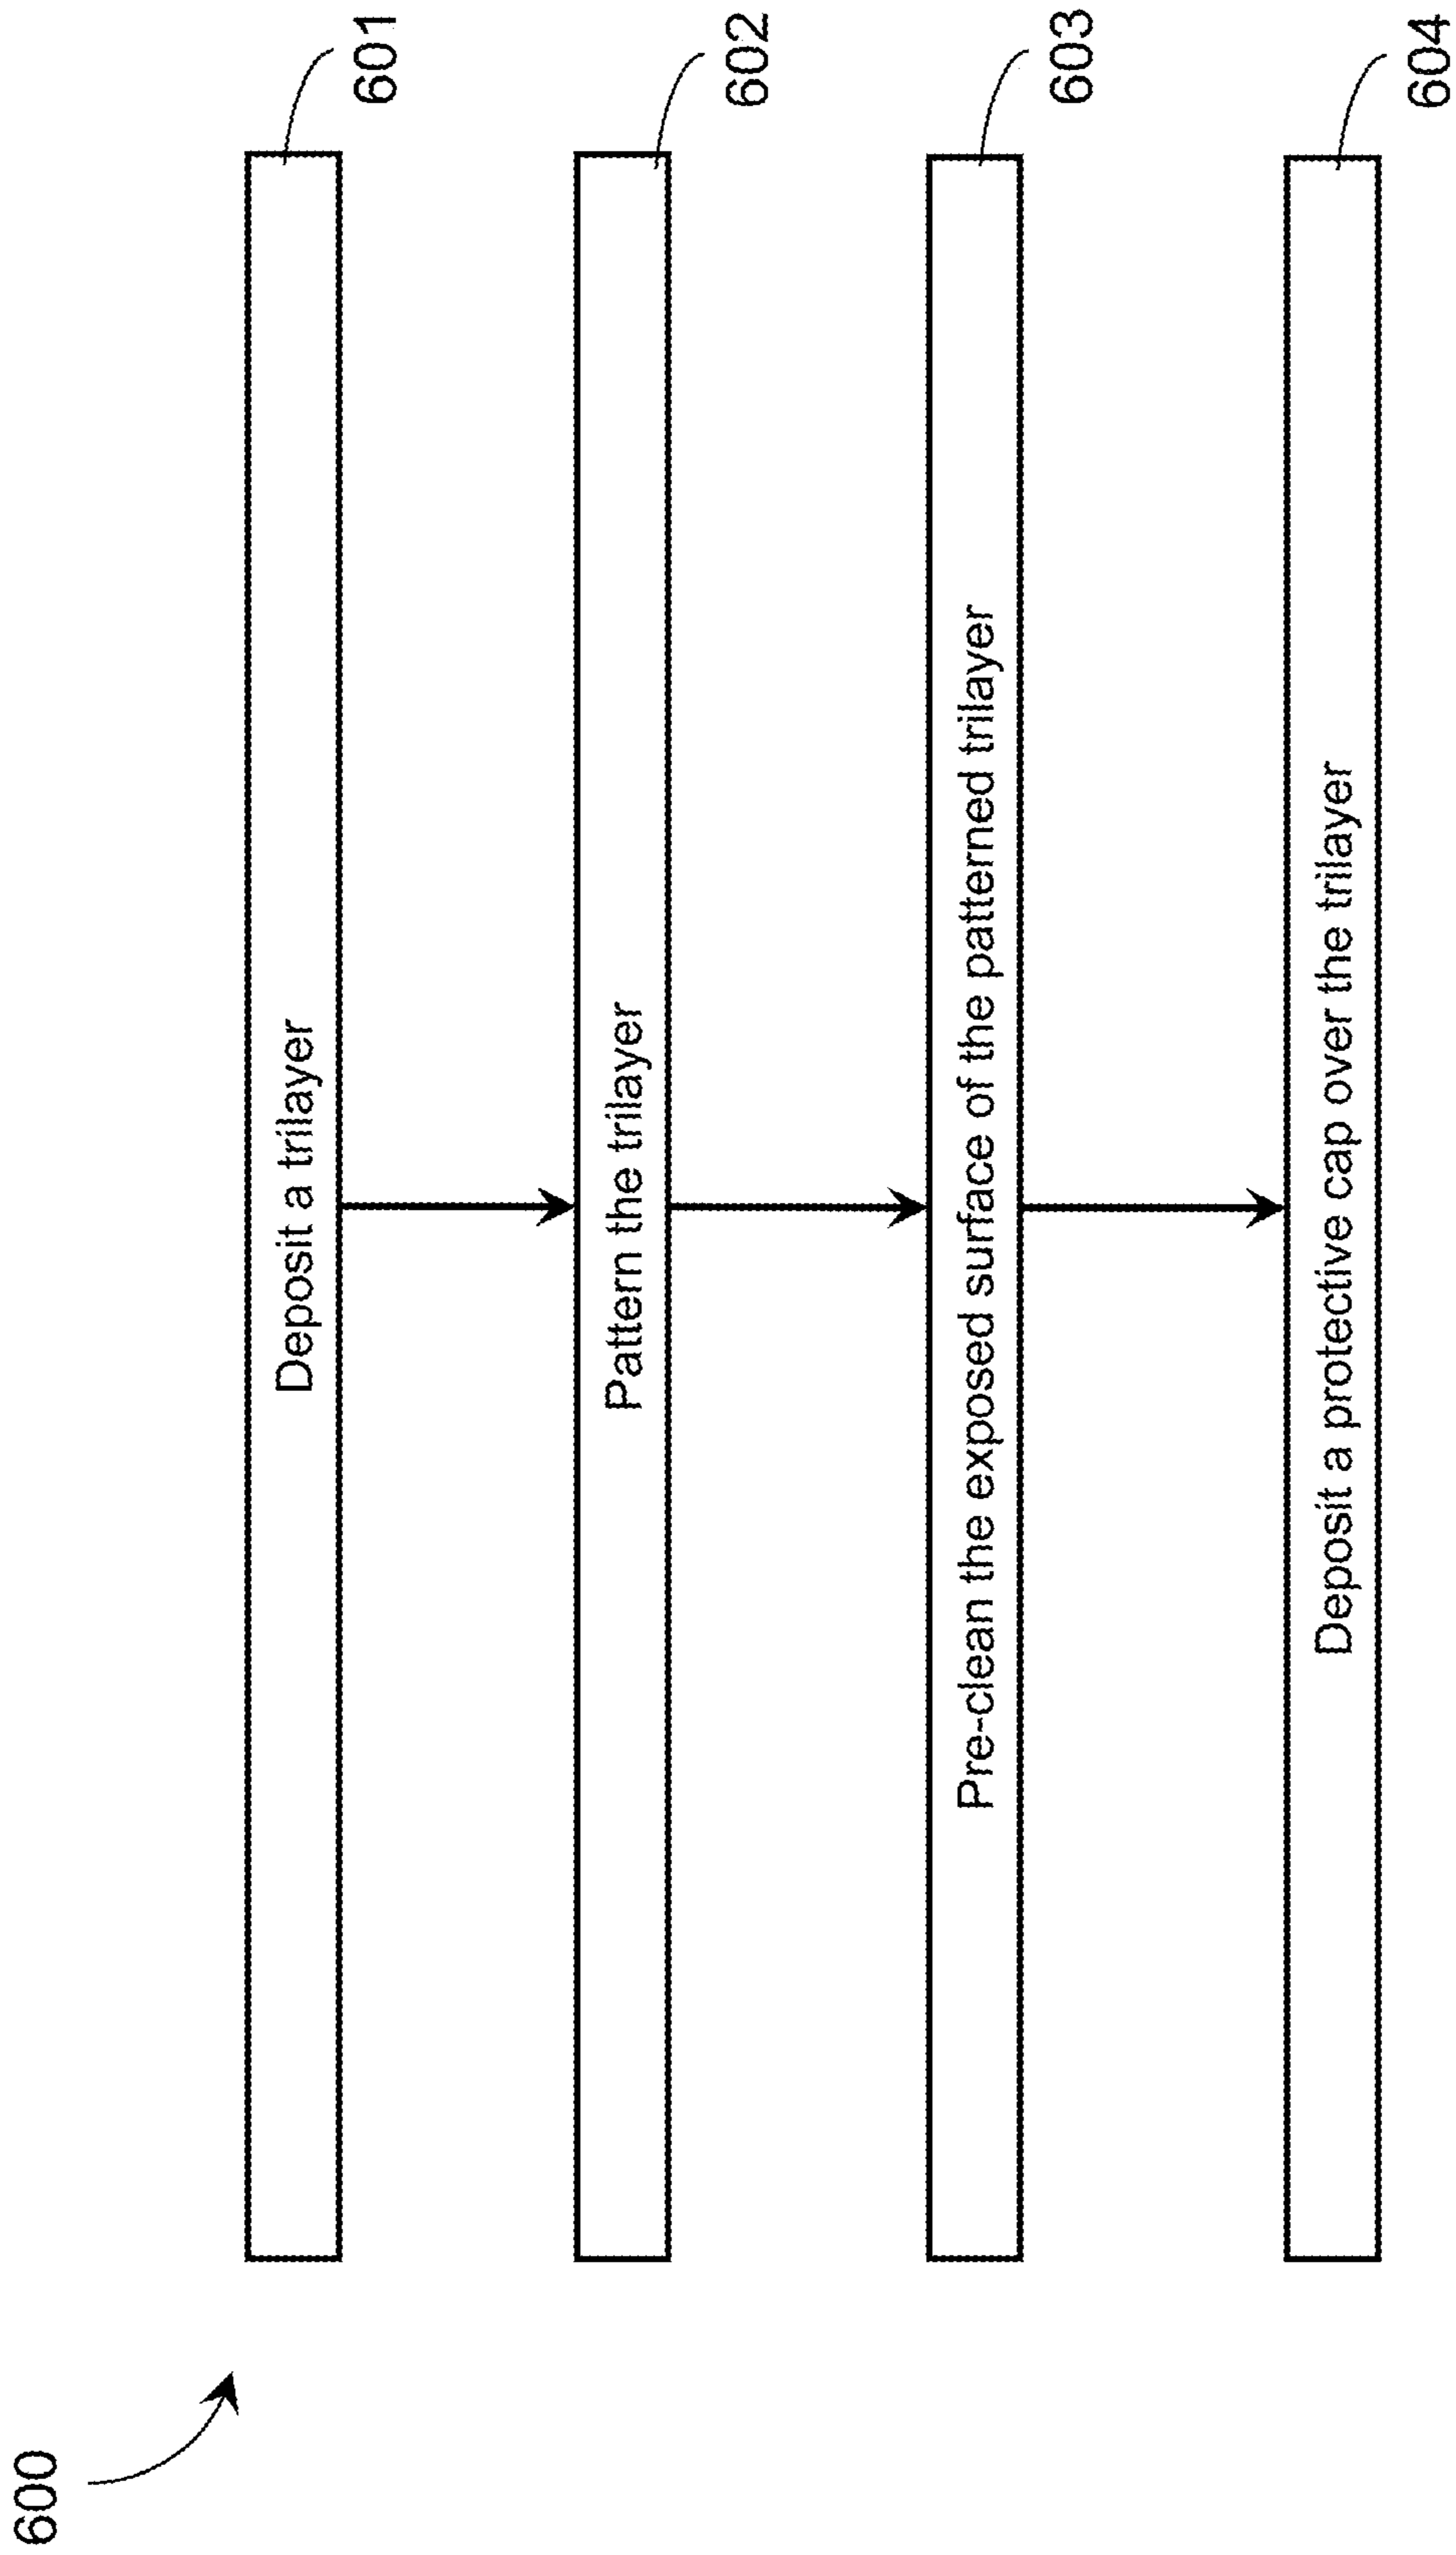 600
Deposit a trilayer
601
Pattern the trilayer
602
Pre-clean the exposed surface of the patterned trilayer
603
Deposit a protective cap over the trilayer
604